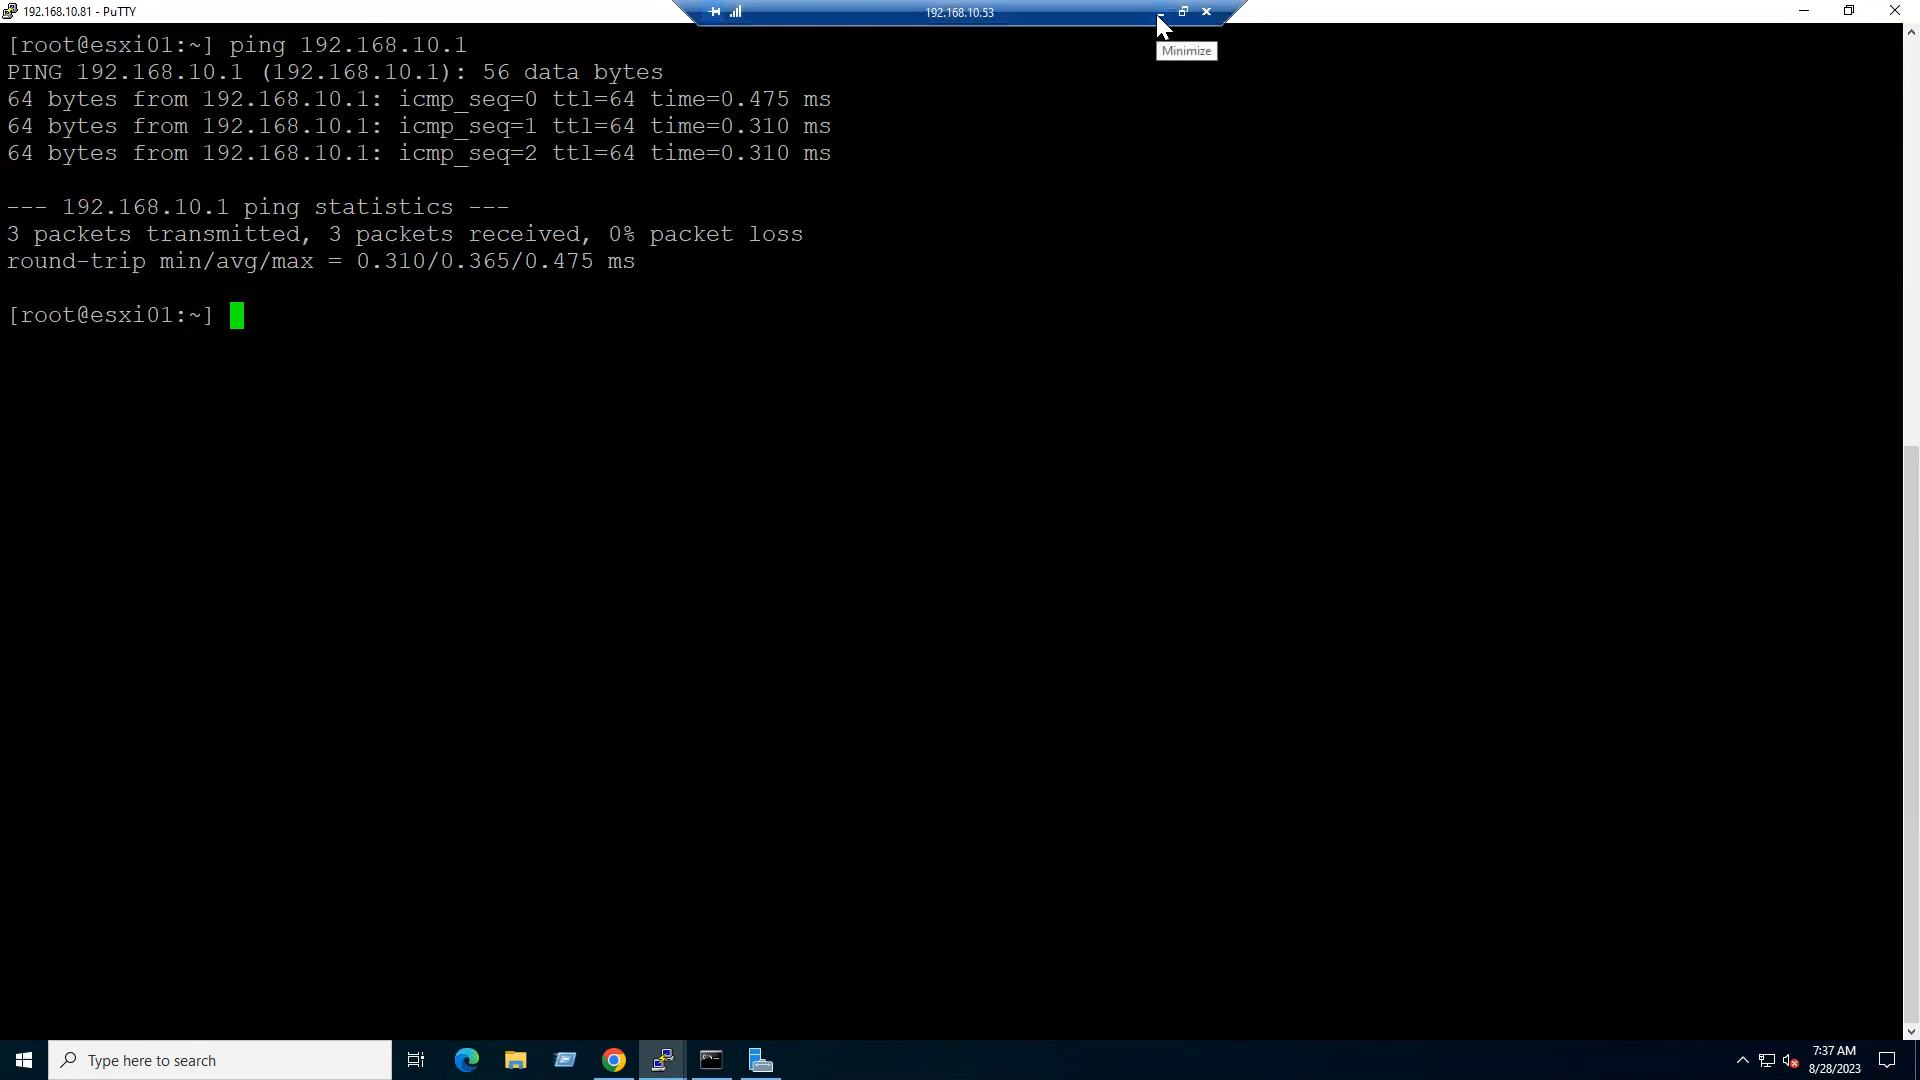 192.168.10.81 - PuTTY
192.168.10.53
Minimize
[root@esxi01:~] ping 192.168.10.1
PING 192.168.10.1 (192.168.10.1): 56 data bytes
64 bytes from 192.168.10.1: icmp_seq=0 ttl=64 time=0.475 ms
64 bytes from 192.168.10.1: icmp_seq=1 ttl=64 time=0.310 ms
64 bytes from 192.168.10.1: icmp_seq=2 ttl=64 time=0.310 ms
--- 192.168.10.1 ping statistics ---
3 packets transmitted, 3 packets received, 0% packet loss
round-trip min/avg/max = 0.310/0.365/0.475 ms
[root@esxi01:~]
Type here to search
7:37 AM
8/28/2023